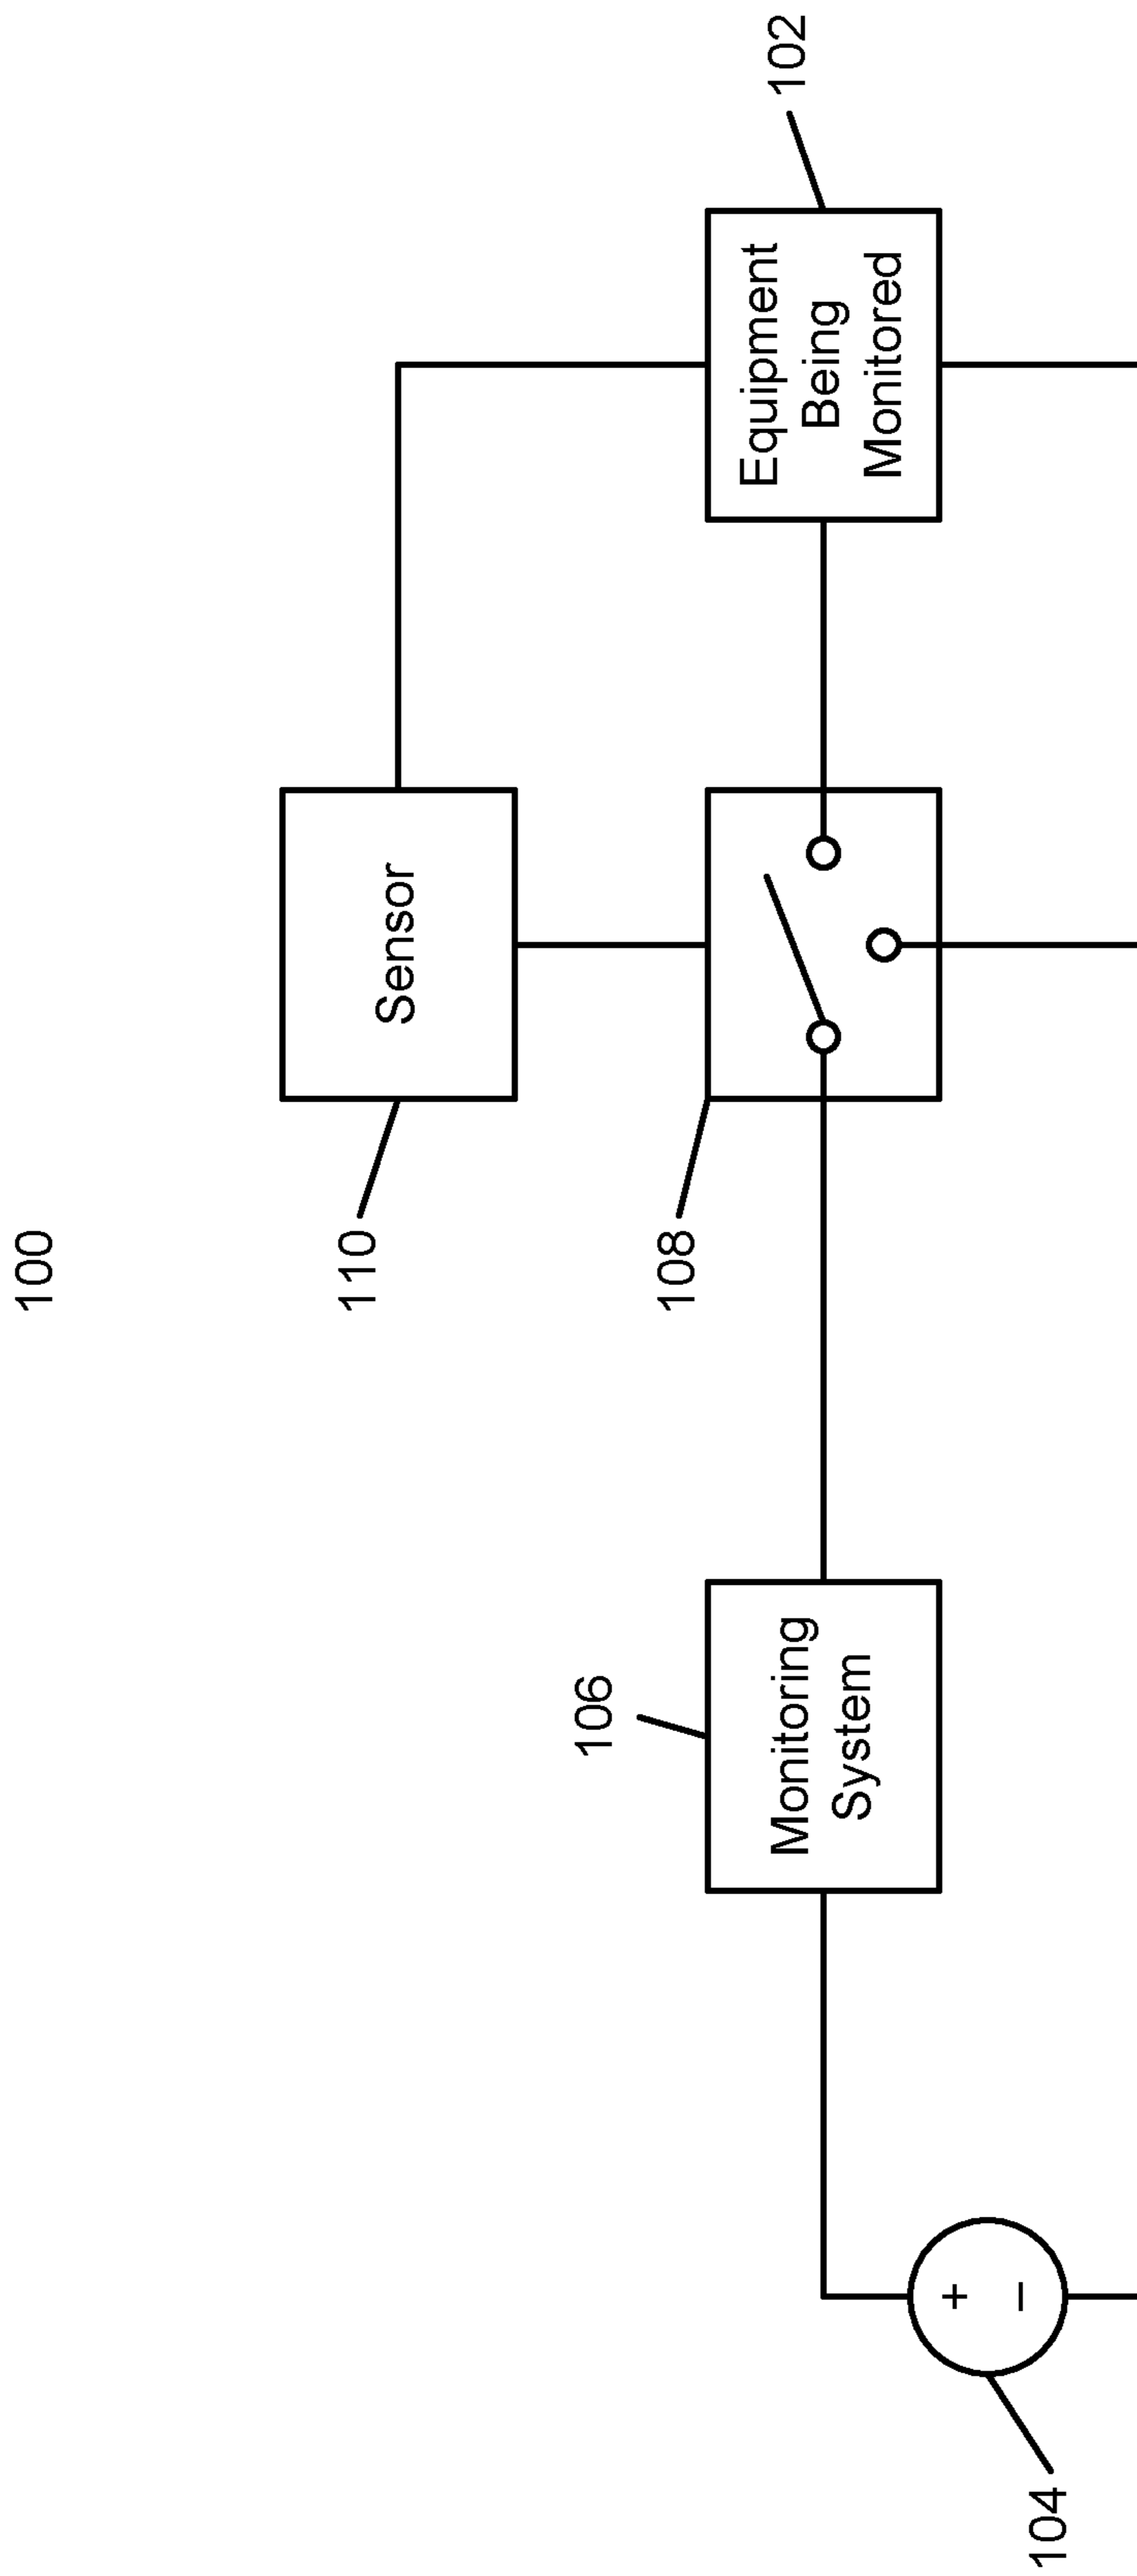 100
110
Sensor
106
108
102
Monitoring
System
Equipment
Being
Monitored
104
+
−